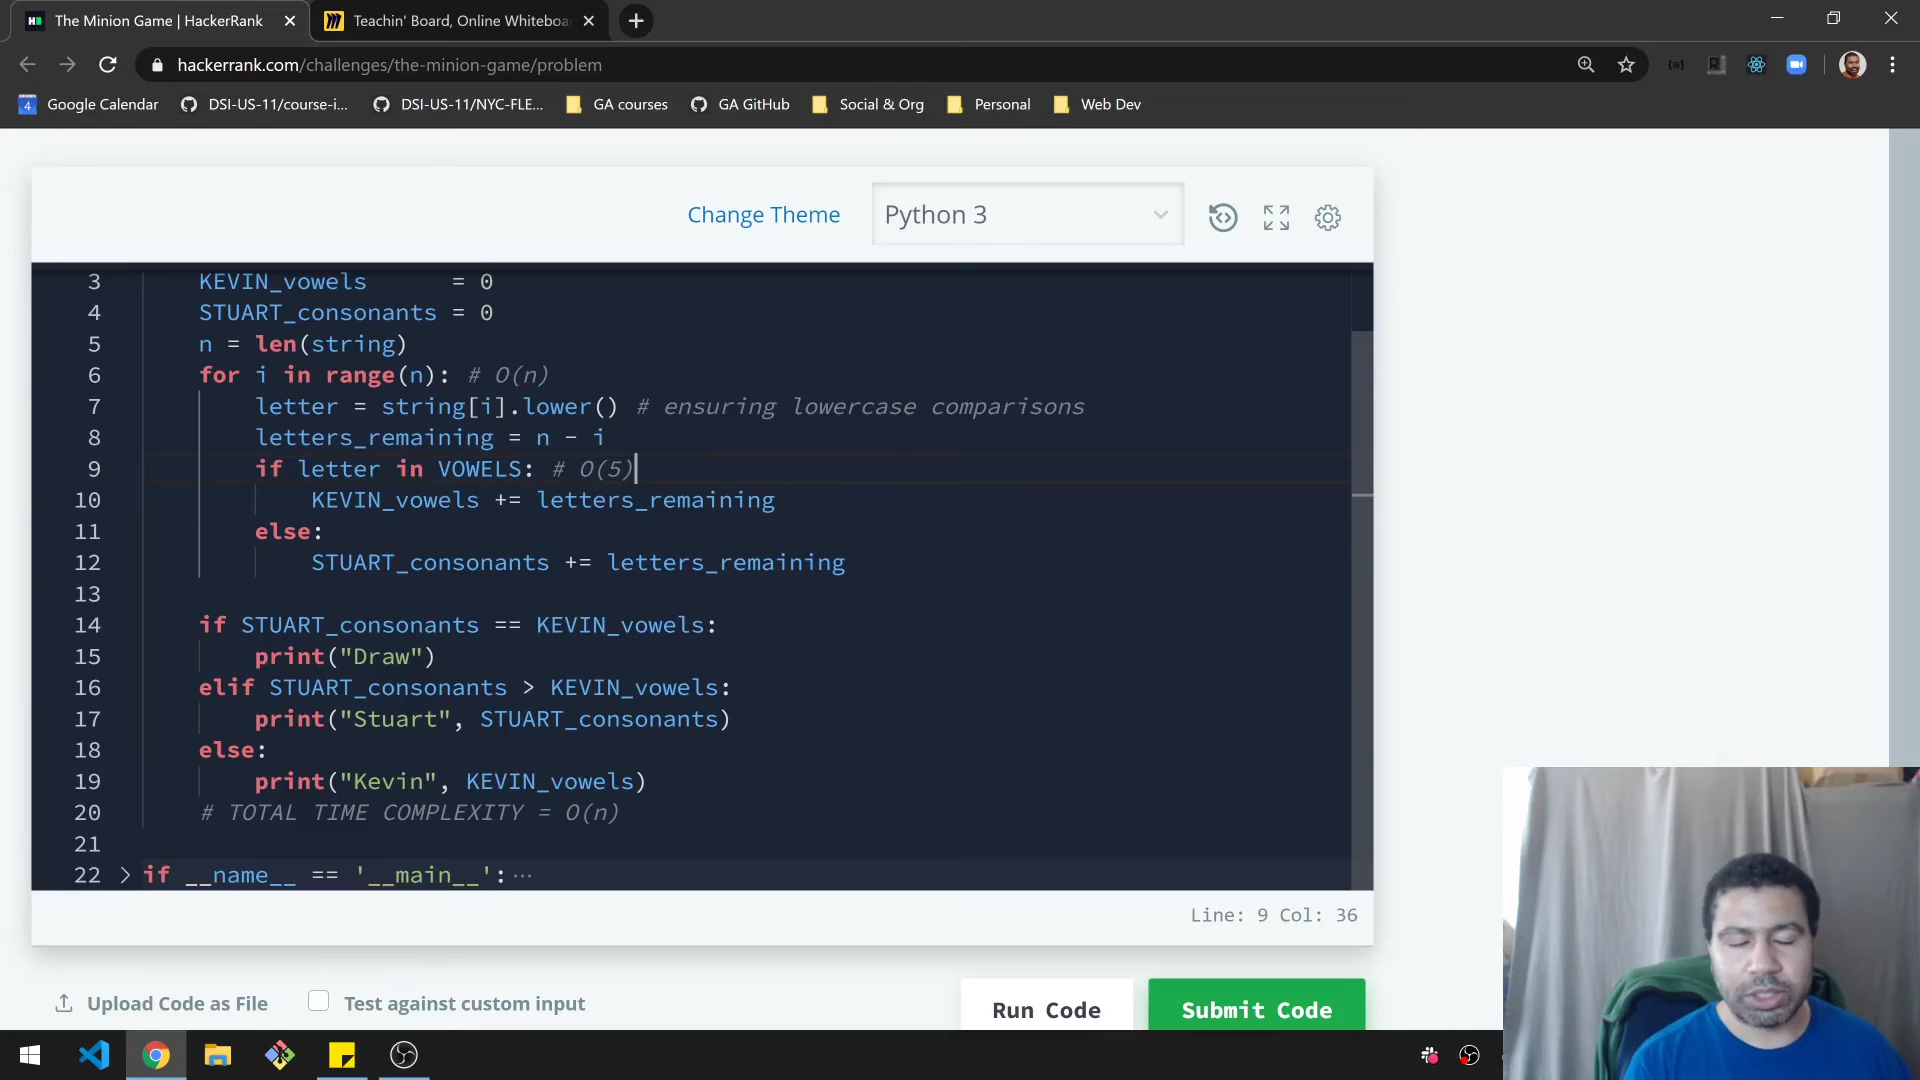 The Minion Game | HackerRank
Teachin' Board, Online Whiteboa
hackerrank.com/challenges/the-minion-game/problem
Google Calendar
DSI-US-11/course-i...
DSI-US-11/NYC-FLE...
GA courses
GA GitHub
Social & Org
Personal
Web Dev
Change Theme
Python 3
3 KEVIN_vowels = 0
4 STUART_consonants = 0
5 n = len(string)
6 for i in range(n): # O(n)
7 letter = string[i].lower() # ensuring lowercase comparisons
8 letters_remaining = n - i
9 if letter in VOWELS: # O(5)
10 KEVIN_vowels += letters_remaining
11 else:
12 STUART_consonants += letters_remaining
13
14 if STUART_consonants == KEVIN_vowels:
15 print("Draw")
16 elif STUART_consonants > KEVIN_vowels:
17 print("Stuart", STUART_consonants)
18 else:
19 print("Kevin", KEVIN_vowels)
20 # TOTAL TIME COMPLEXITY = O(n)
21
22 if __name__ == '__main__':...
Line: 9 Col: 36
Upload Code as File
Test against custom input
Run Code
Submit Code